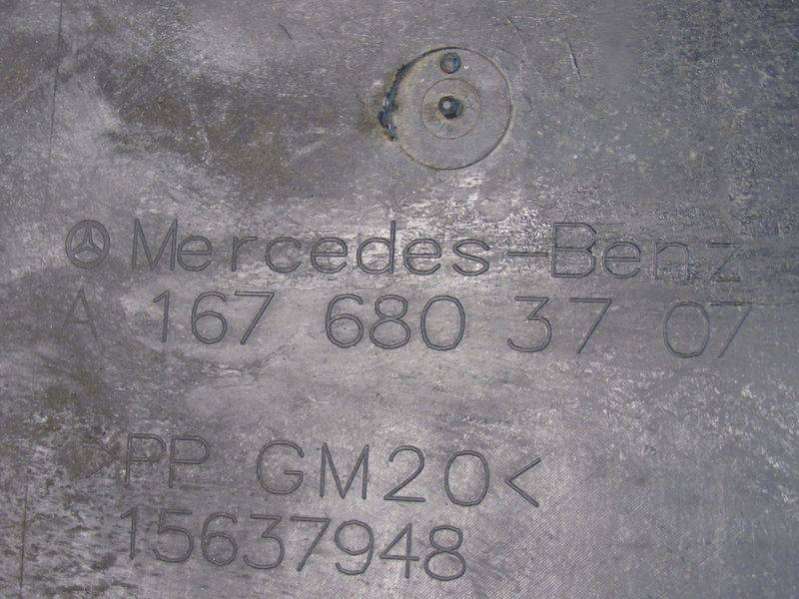 Mercedes-Benz
A 167 680 37 07
>PP GM20<
15637948